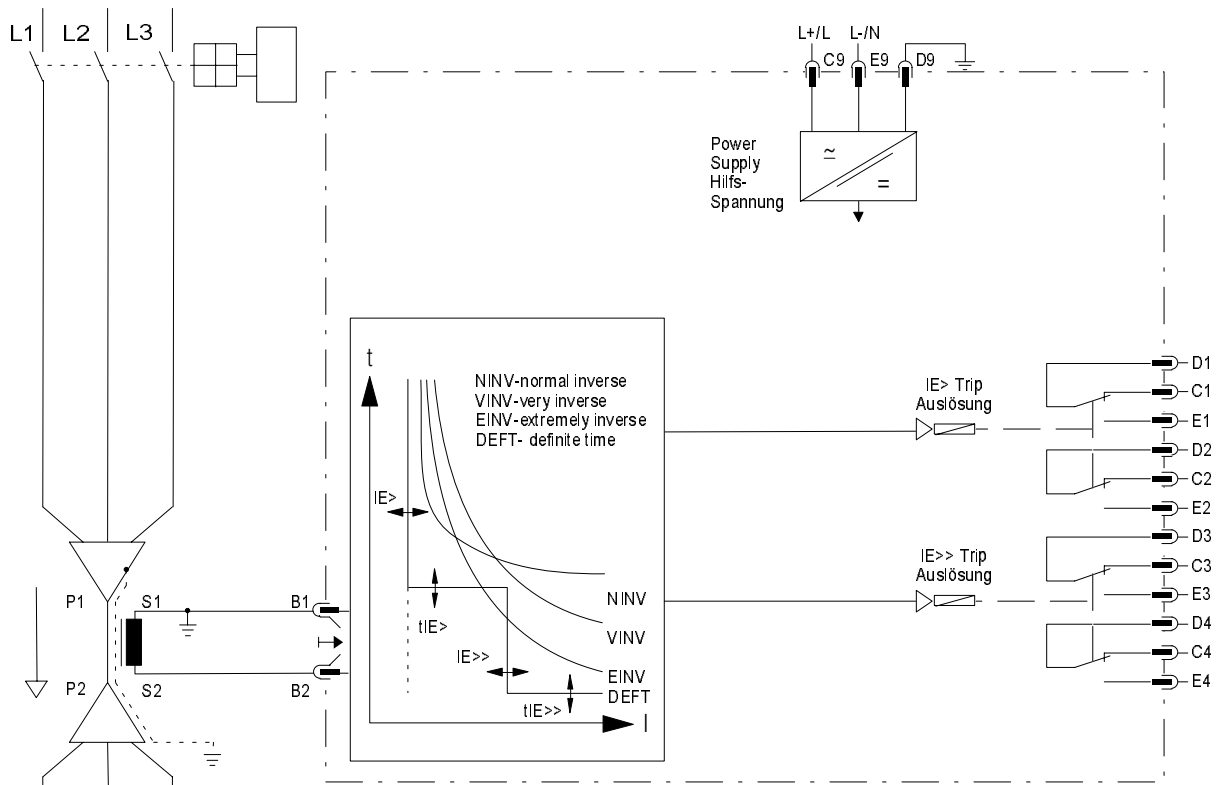 L1 L2 L3
L+/L L-/N
C9 E9 D9
Power
Supply
Hilfs-
Spannung
≃
=
t
NINV-normal inverse
VINV-very inverse
EINV-extremely inverse
DEFT- definite time
IE>
tIE>
IE>>
tIE>>
NINV
VINV
EINV
DEFT
I
IE> Trip
Auslösung
IE>> Trip
Auslösung
D1
C1
E1
D2
C2
E2
D3
C3
E3
D4
C4
E4
P1 S1 B1
P2 S2 B2